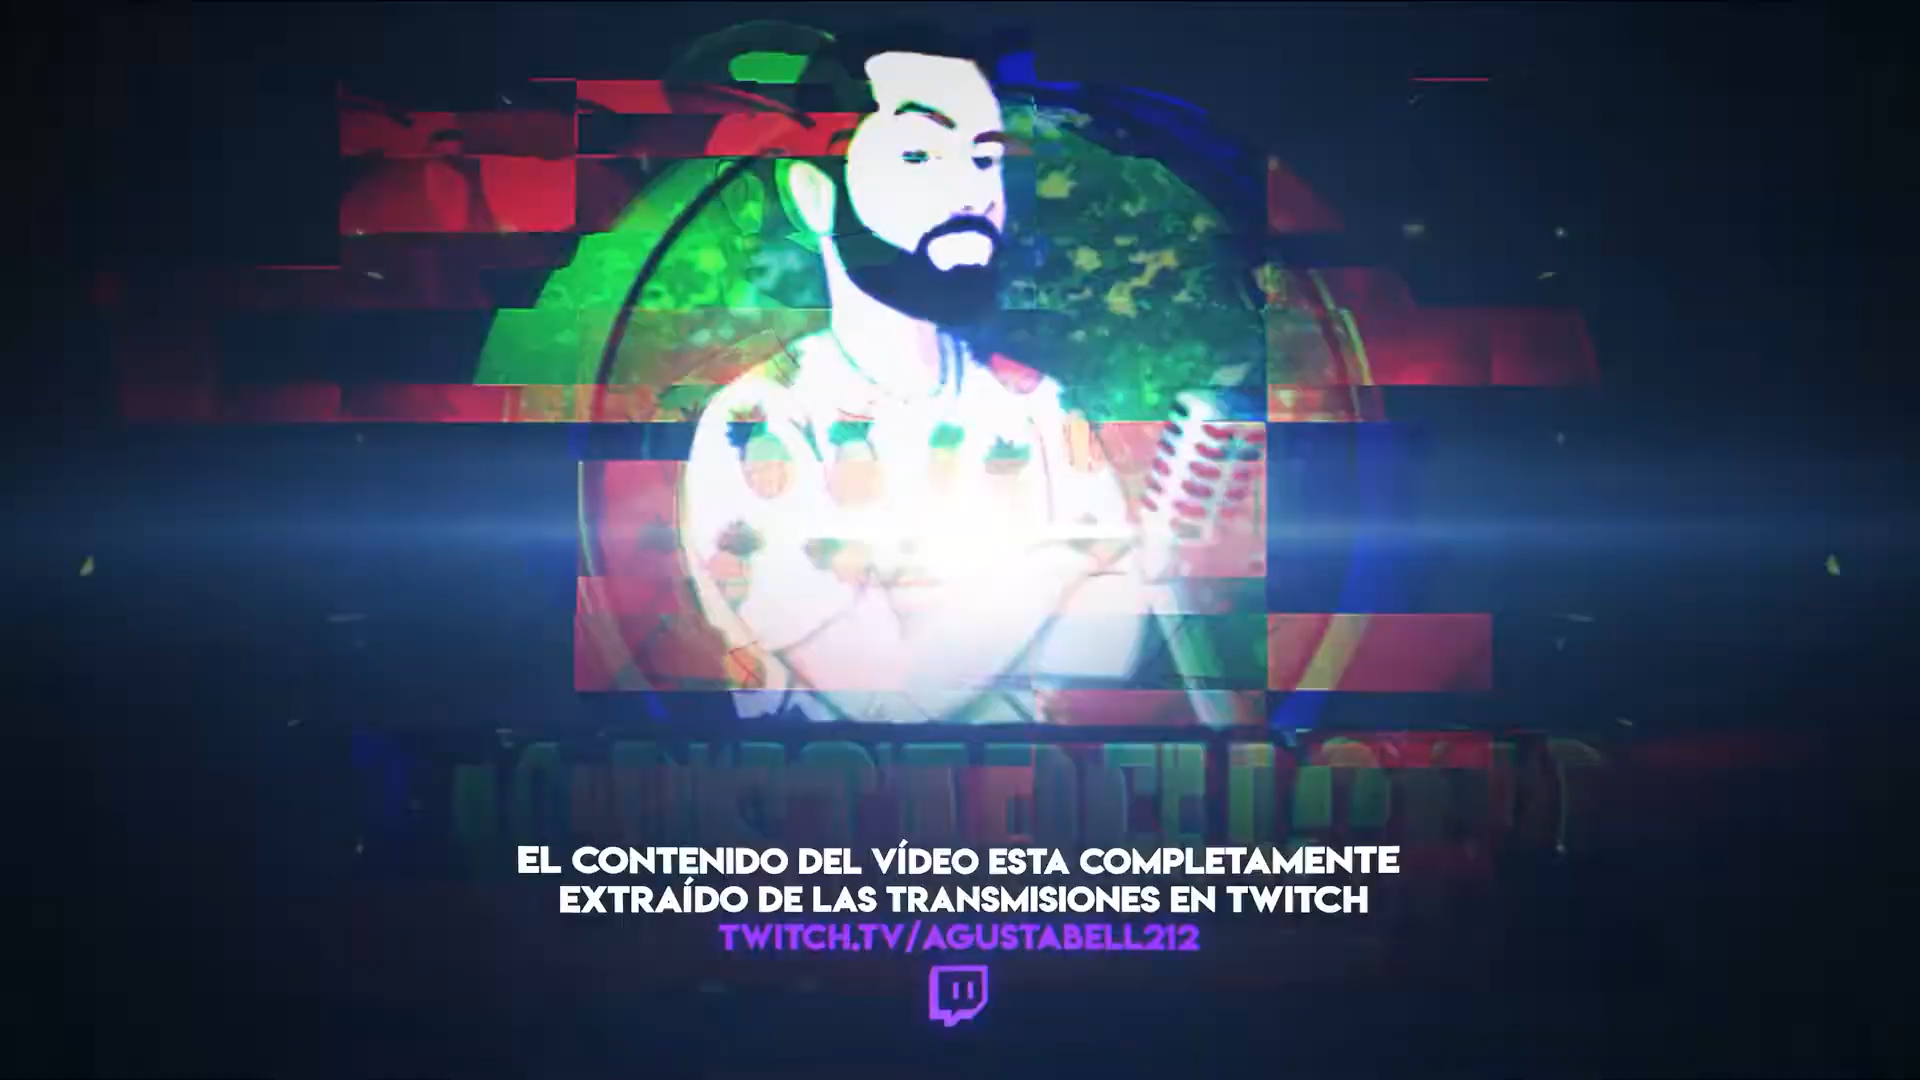 EL CONTENIDO DEL VÍDEO ESTA COMPLETAMENTE
EXTRAÍDO DE LAS TRANSMISIONES EN TWITCH
TWITCH.TV/AGUSTABELL212